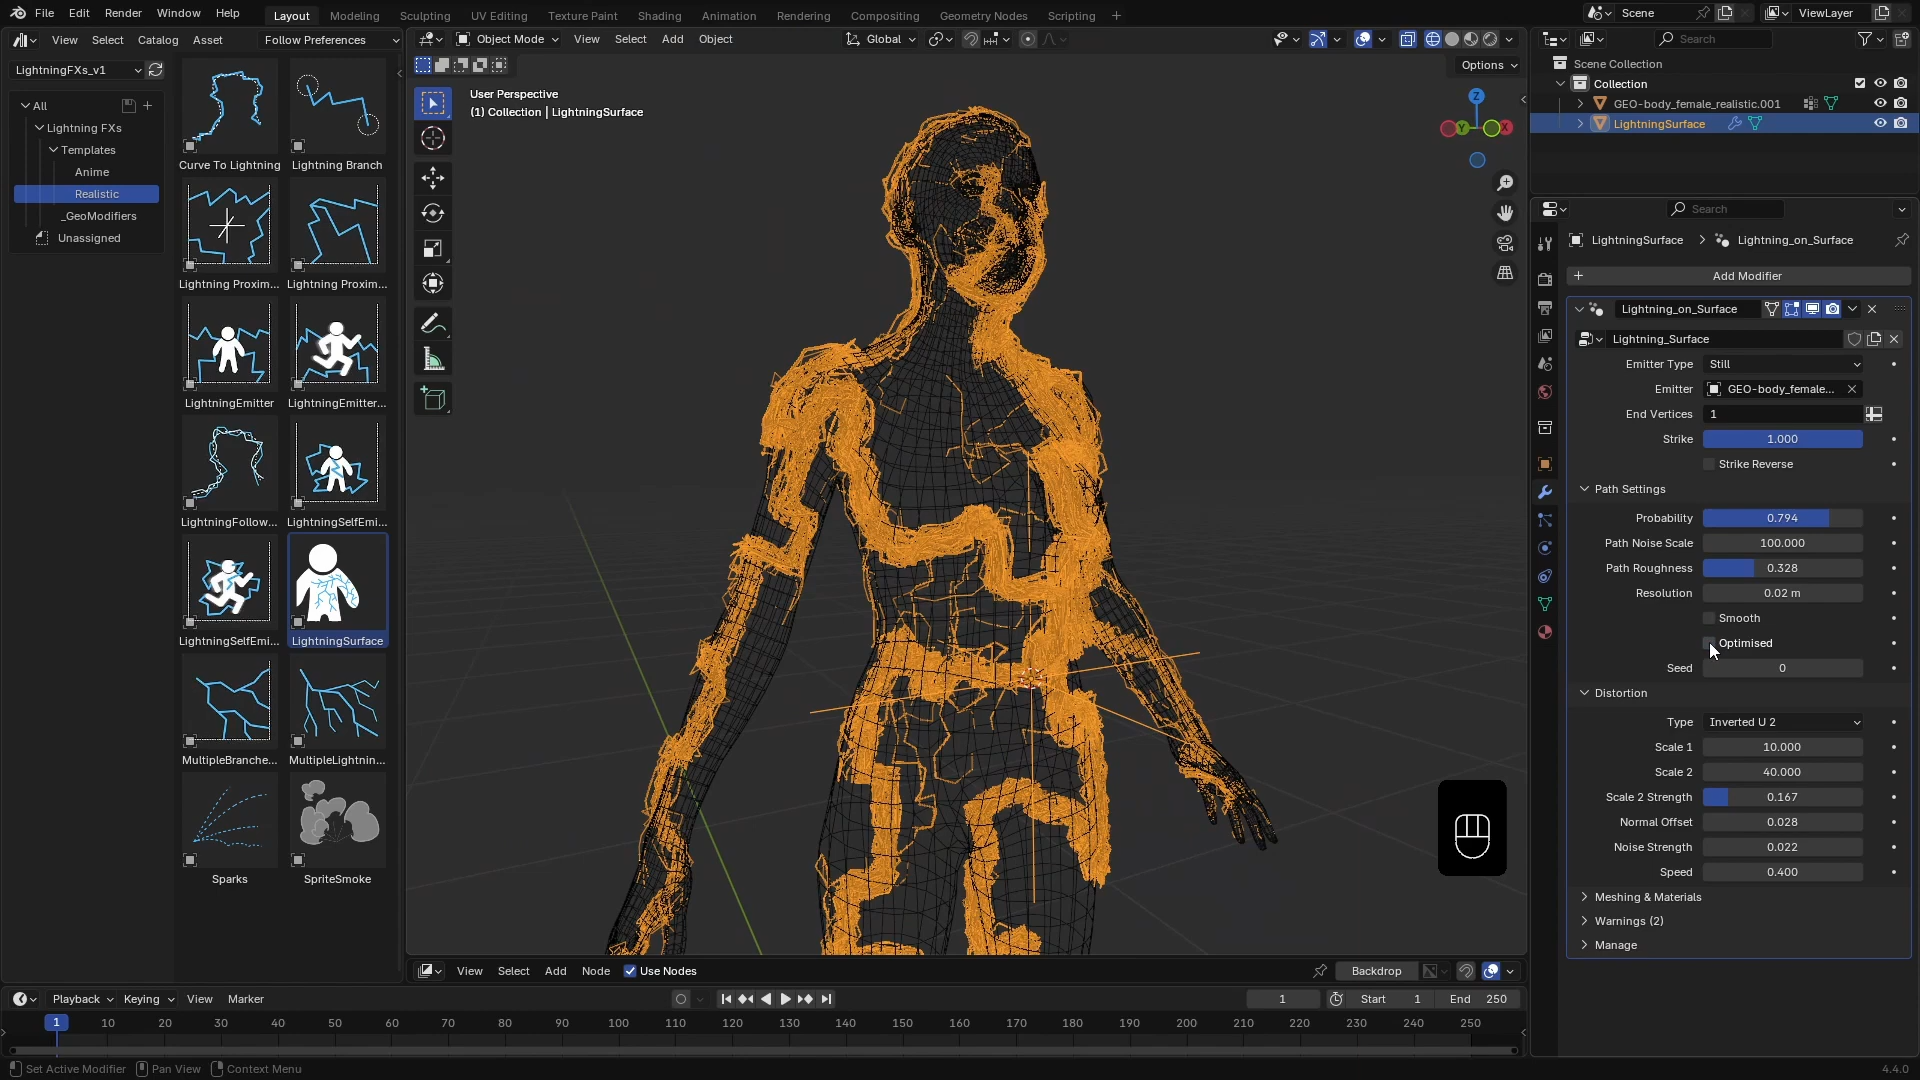 File Edit Render Window Help
Layout Modeling Sculpting UV Editing Texture Paint Shading Animation Rendering Compositing Geometry Nodes Scripting +
Scene
ViewLayer
View Select Catalog Asset Follow Preferences
Object Mode View Select Add Object
Global
Options
Search
LightningFXs_v1
All
Lightning FXs
Templates
Anime
Realistic
_GeoModifiers
Unassigned
Curve To Lightning
Lightning Branch
Lightning Proxim...
Lightning Proxim...
LightningEmitter
LightningEmitter...
LightningFollow...
LightningSelfEmi...
LightningSelfEmi...
LightningSurface
MultipleBranche...
MultipleLightnin...
Sparks
SpriteSmoke
User Perspective
(1) Collection | LightningSurface
Z
Y
X
Scene Collection
Collection
GEO-body_female_realistic.001
LightningSurface
Search
LightningSurface > Lightning_on_Surface
+ Add Modifier
Lightning_on_Surface
Lightning_Surface
Emitter Type Still
Emitter GEO-body_female...
End Vertices 1
Strike 1.000
Strike Reverse
Path Settings
Probability 0.794
Path Noise Scale 100.000
Path Roughness 0.328
Resolution 0.02 m
Smooth
Optimised
Seed 0
Distortion
Type Inverted U 2
Scale 1 10.000
Scale 2 40.000
Scale 2 Strength 0.167
Normal Offset 0.028
Noise Strength 0.022
Speed 0.400
Meshing & Materials
Warnings (2)
Manage
View Select Add Node Use Nodes Backdrop
Playback Keying View Marker
1 Start 1 End 250
1 10 20 30 40 50 60 70 80 90 100 110 120 130 140 150 160 170 180 190 200 210 220 230 240 250
Set Active Modifier Pan View Context Menu
4.4.0